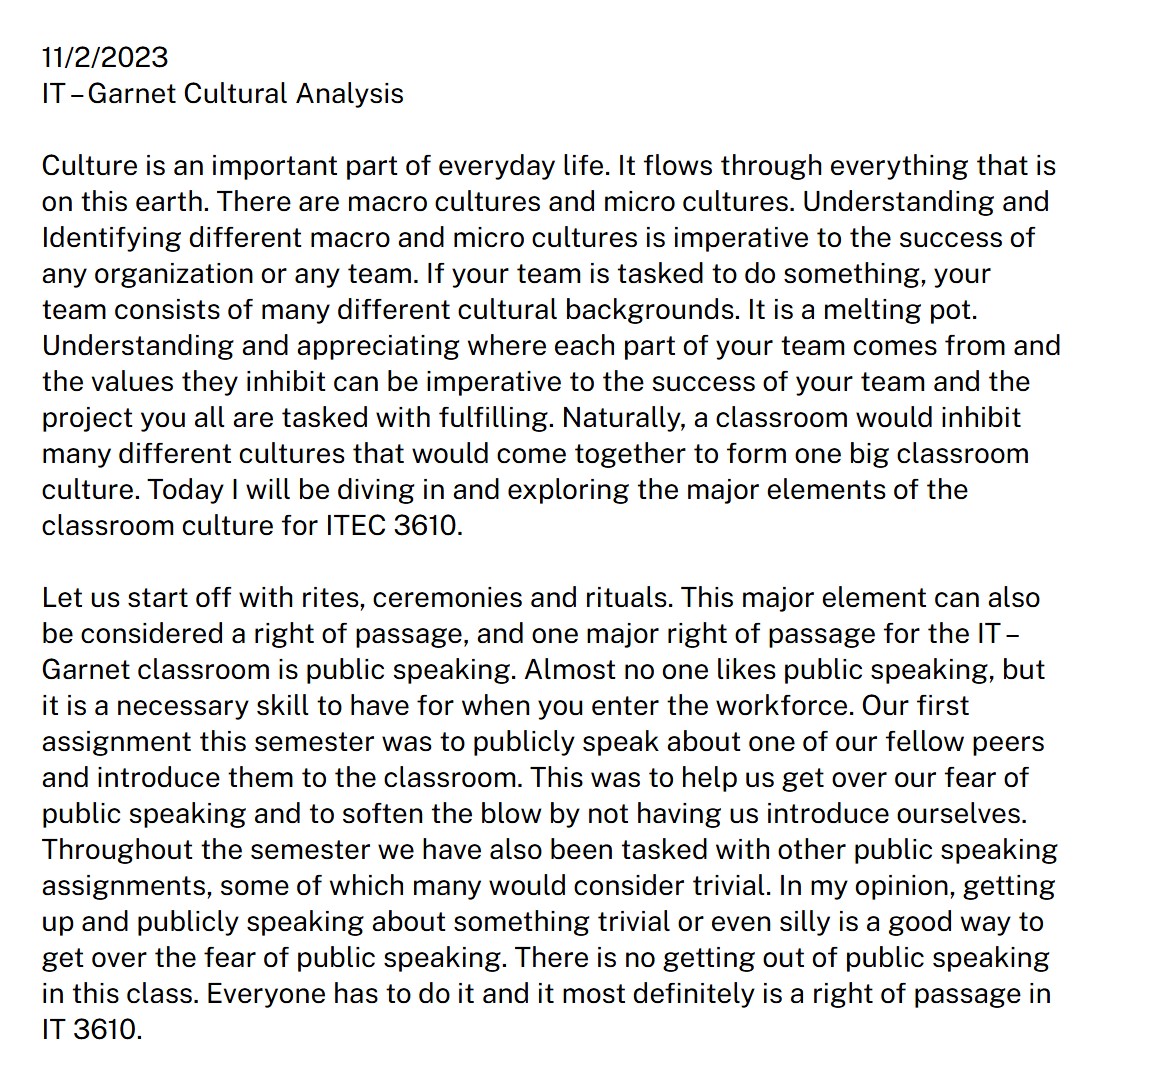 11/2/2023
IT – Garnet Cultural Analysis
Culture is an important part of everyday life. It flows through everything that is
on this earth. There are macro cultures and micro cultures. Understanding and
Identifying different macro and micro cultures is imperative to the success of
any organization or any team. If your team is tasked to do something, your
team consists of many different cultural backgrounds. It is a melting pot.
Understanding and appreciating where each part of your team comes from and
the values they inhibit can be imperative to the success of your team and the
project you all are tasked with fulfilling. Naturally, a classroom would inhibit
many different cultures that would come together to form one big classroom
culture. Today I will be diving in and exploring the major elements of the
classroom culture for ITEC 3610.
Let us start off with rites, ceremonies and rituals. This major element can also
be considered a right of passage, and one major right of passage for the IT –
Garnet classroom is public speaking. Almost no one likes public speaking, but
it is a necessary skill to have for when you enter the workforce. Our first
assignment this semester was to publicly speak about one of our fellow peers
and introduce them to the classroom. This was to help us get over our fear of
public speaking and to soften the blow by not having us introduce ourselves.
Throughout the semester we have also been tasked with other public speaking
assignments, some of which many would consider trivial. In my opinion, getting
up and publicly speaking about something trivial or even silly is a good way to
get over the fear of public speaking. There is no getting out of public speaking
in this class. Everyone has to do it and it most definitely is a right of passage in
IT 3610.